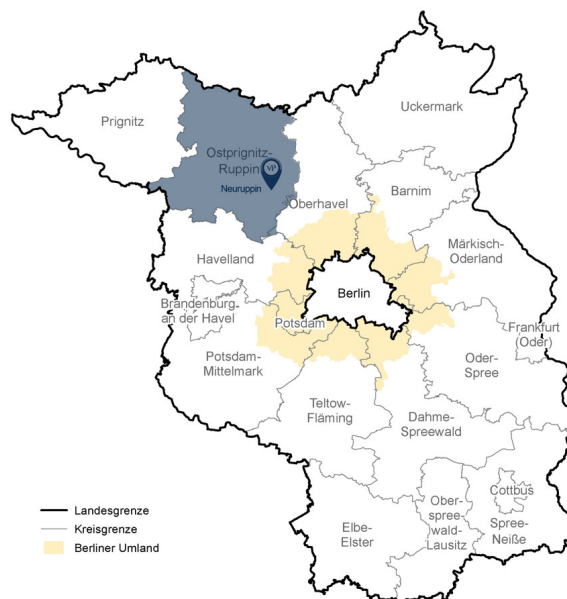 Uckermark
Prignitz
Ostprignitz-
Ruppin
Neuruppin
Barnim
Oberhavel
Märkisch-
Oderland
Havelland
Berlin
Brandenburg
an der Havel
Potsdam
Frankfurt
(Oder)
Potsdam-
Mittelmark
Oder-
Spree
Teltow-
Fläming
Dahme-
Spreewald
Cottbus
Ober-
spree-
wald-
Lausitz
Spree-
Neiße
Elbe-
Elster
Landesgrenze
Kreisgrenze
Berliner Umland